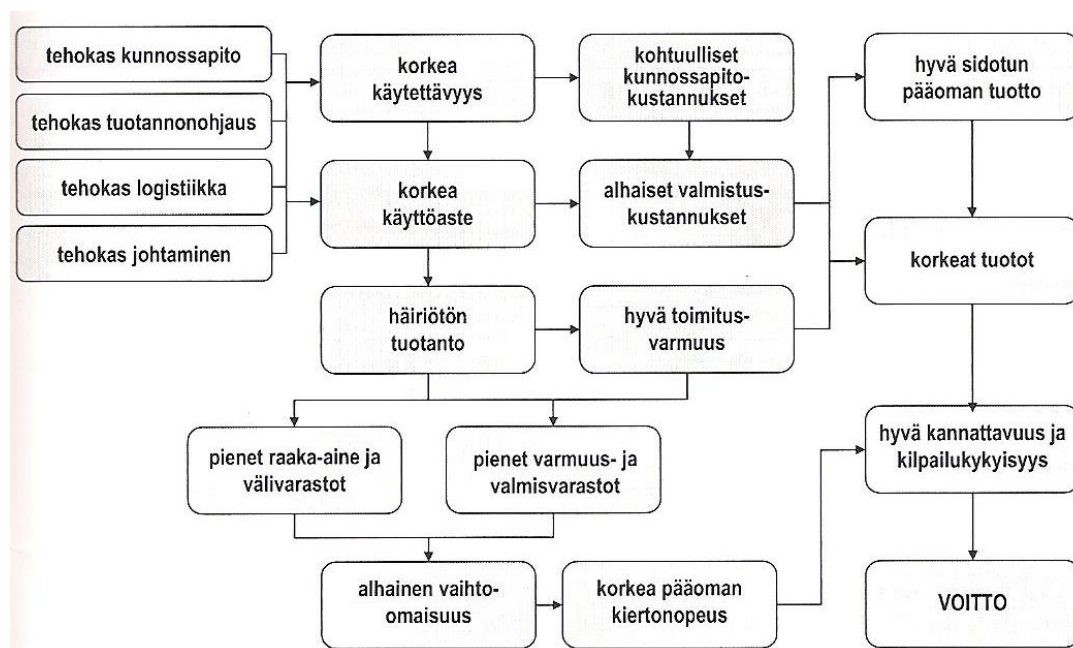 tehokas kunnossapito
tehokas tuotannonohjaus
tehokas logistiikka
tehokas johtaminen
korkea
käytettävyys
kohtuulliset
kunnossapito-
kustannukset
hyvä sidotun
pääoman tuotto
korkea
käyttöaste
alhaiset valmistus-
kustannukset
korkeat tuotot
häiriötön
tuotanto
hyvä toimitus-
varmuus
pienet raaka-aine ja
välivarastot
pienet varmuus- ja
valmisvarastot
hyvä kannattavuus ja
kilpailukykyisyys
alhainen vaihto-
omaisuus
korkea pääoman
kiertonopeus
VOITTO